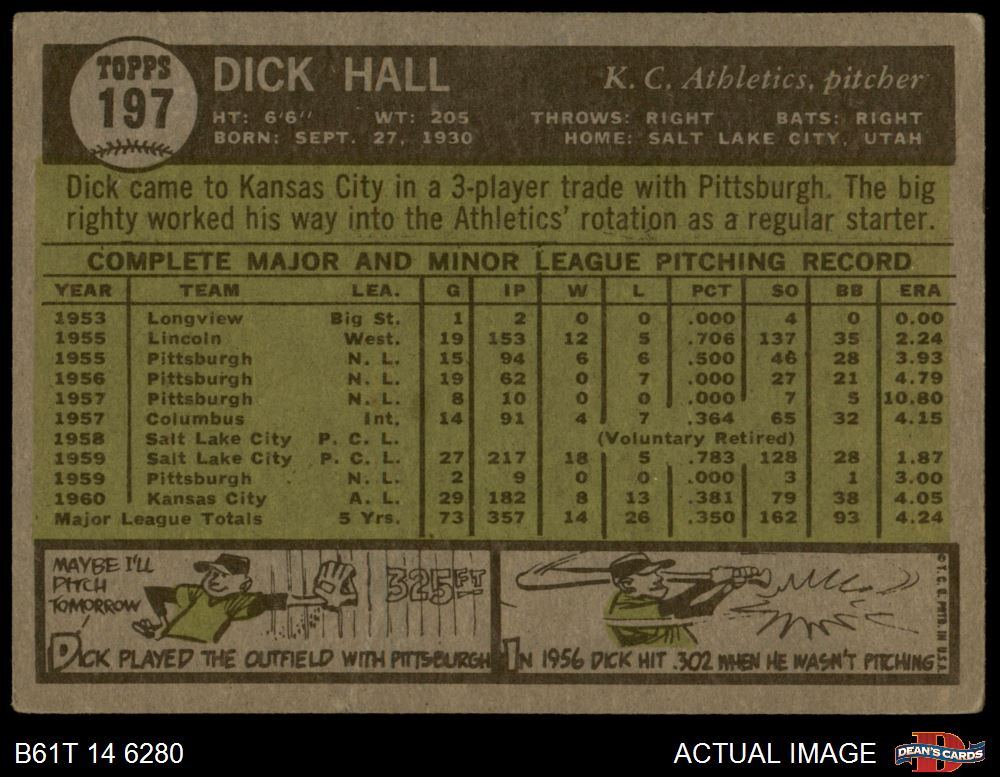 TOPPS
197
DICK HALL
K. C. Athletics, pitcher
HT: 6'6" WT: 205 THROWS: RIGHT BATS: RIGHT
BORN: SEPT. 27, 1930 HOME: SALT LAKE CITY, UTAH
Dick came to Kansas City in a 3-player trade with Pittsburgh. The big
righty worked his way into the Athletics' rotation as a regular starter.
COMPLETE MAJOR AND MINOR LEAGUE PITCHING RECORD
YEAR TEAM LEA. G IP W L PCT SO BB ERA
1953 Longview Big St. 1 2 0 0 .000 4 0 0.00
1955 Lincoln West. 19 153 12 5 .706 137 35 2.24
1955 Pittsburgh N. L. 15 94 6 6 .500 46 28 3.93
1956 Pittsburgh N. L. 19 62 0 7 .000 27 21 4.79
1957 Pittsburgh N. L. 8 10 0 0 .000 7 5 10.80
1957 Columbus Int. 14 91 4 7 .364 65 32 4.15
1958 Salt Lake City P. C. L. (Voluntary Retired)
1959 Salt Lake City P. C. L. 27 217 18 5 .783 128 28 1.87
1959 Pittsburgh N. L. 2 9 0 0 .000 3 1 3.00
1960 Kansas City A. L. 29 182 8 13 .381 79 38 4.05
Major League Totals 5 Yrs. 73 357 14 26 .350 162 93 4.24
MAYBE I'LL
PITCH
TOMORROW
325 FT
DICK PLAYED THE OUTFIELD WITH PITTSBURGH
IN 1956 DICK HIT .302 WHEN HE WASN'T PITCHING
© T. C. G. PRTD. IN U.S.A.
B61T 14 6280
ACTUAL IMAGE
D
DEAN'S CARDS